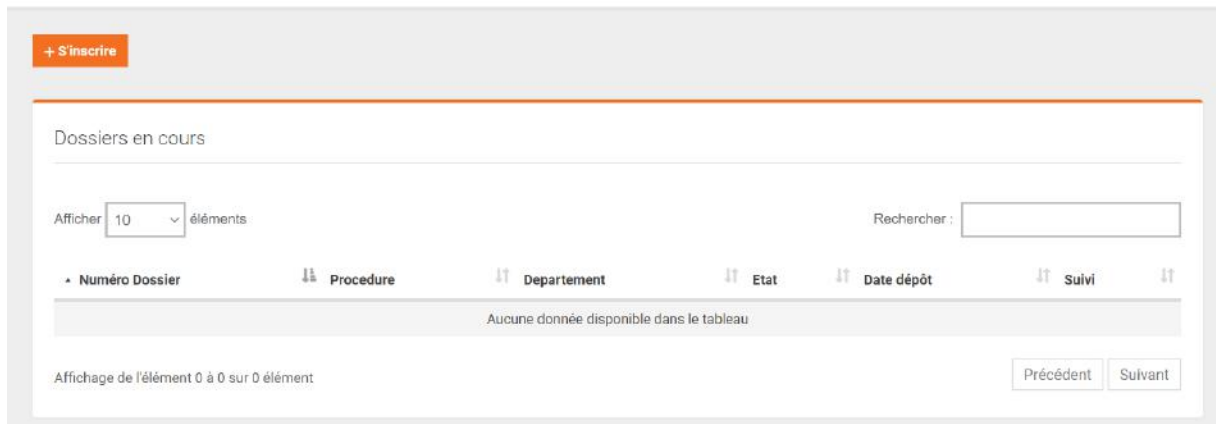 + S'inscrire
Dossiers en cours
Afficher 10 éléments Rechercher :
Numéro Dossier Procedure Departement Etat Date dépôt Suivi
Aucune donnée disponible dans le tableau
Affichage de l'élément 0 à 0 sur 0 élément Précédent Suivant